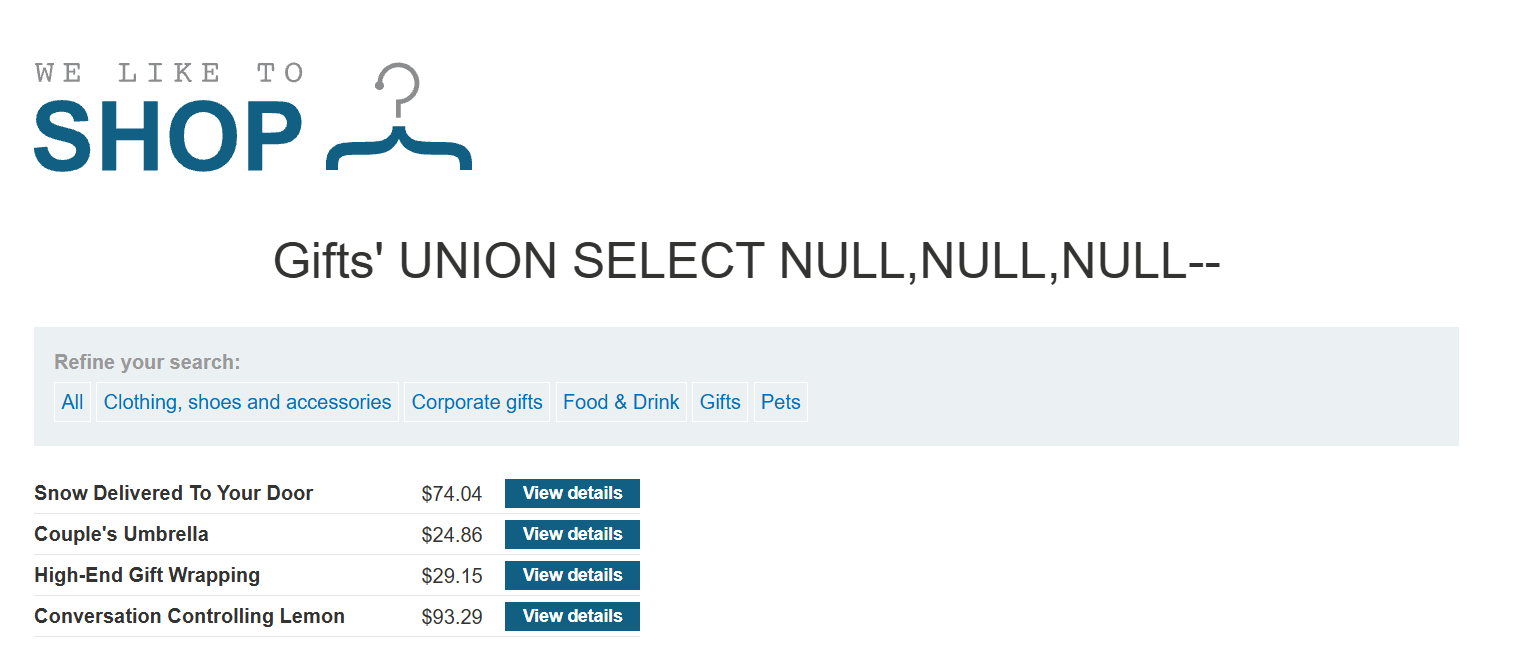 WE LIKE TO
SHOP
Gifts' UNION SELECT NULL,NULL,NULL--
Refine your search:
All Clothing, shoes and accessories Corporate gifts Food & Drink Gifts Pets
Snow Delivered To Your Door $74.04 View details
Couple's Umbrella $24.86 View details
High-End Gift Wrapping $29.15 View details
Conversation Controlling Lemon $93.29 View details